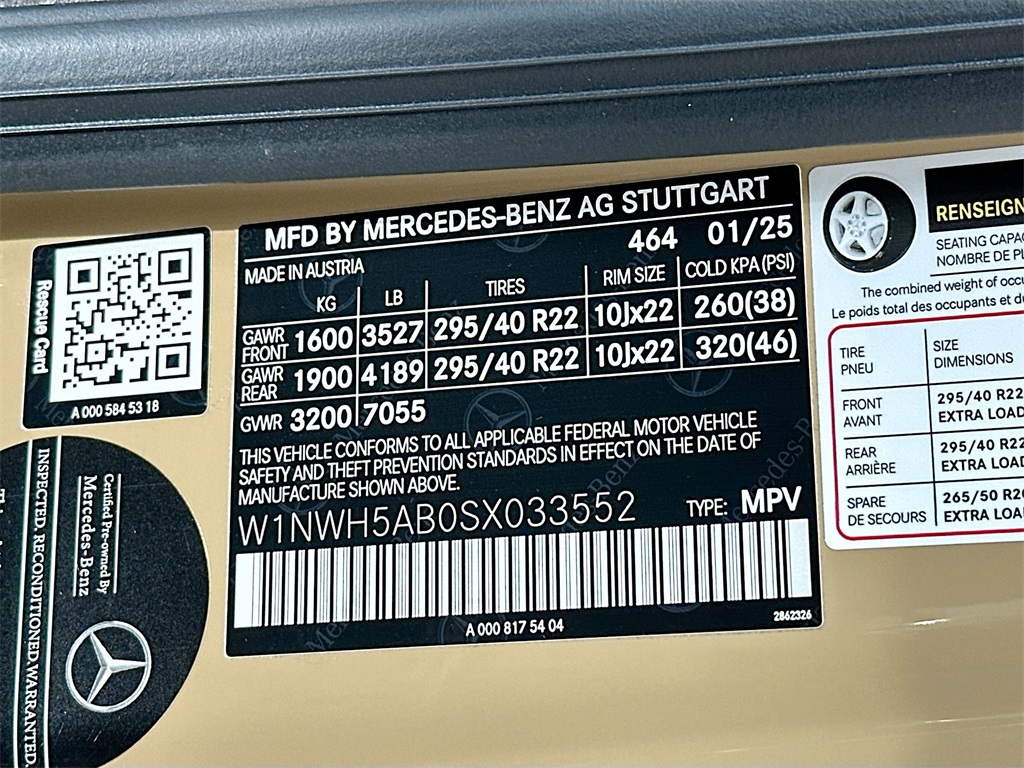 MFD BY MERCEDES-BENZ AG STUTTGART
464 01/25
MADE IN AUSTRIA
KG LB TIRES RIM SIZE COLD KPA(PSI)
GAWR FRONT 1600 3527 295/40 R22 10Jx22 260(38)
GAWR REAR 1900 4189 295/40 R22 10Jx22 320(46)
GVWR 3200 7055
THIS VEHICLE CONFORMS TO ALL APPLICABLE FEDERAL MOTOR VEHICLE
SAFETY AND THEFT PREVENTION STANDARDS IN EFFECT ON THE DATE OF
MANUFACTURE SHOWN ABOVE.
W1NWH5AB0SX033552 TYPE: MPV
A 000 817 54 04
2862326
Rescue Card
A 000 584 53 18
Certified Pre-owned By
Mercedes-Benz
INSPECTED. RECONDITIONED. WARRANTED.
RENSEIGN
SEATING CAPAC
NOMBRE DE PL
The combined weight of occu
Le poids total des occupants et du
TIRE
PNEU
SIZE
DIMENSIONS
FRONT
AVANT
295/40 R22
EXTRA LOAD
REAR
ARRIÈRE
295/40 R22
EXTRA LOAD
SPARE
DE SECOURS
265/50 R20
EXTRA LOA